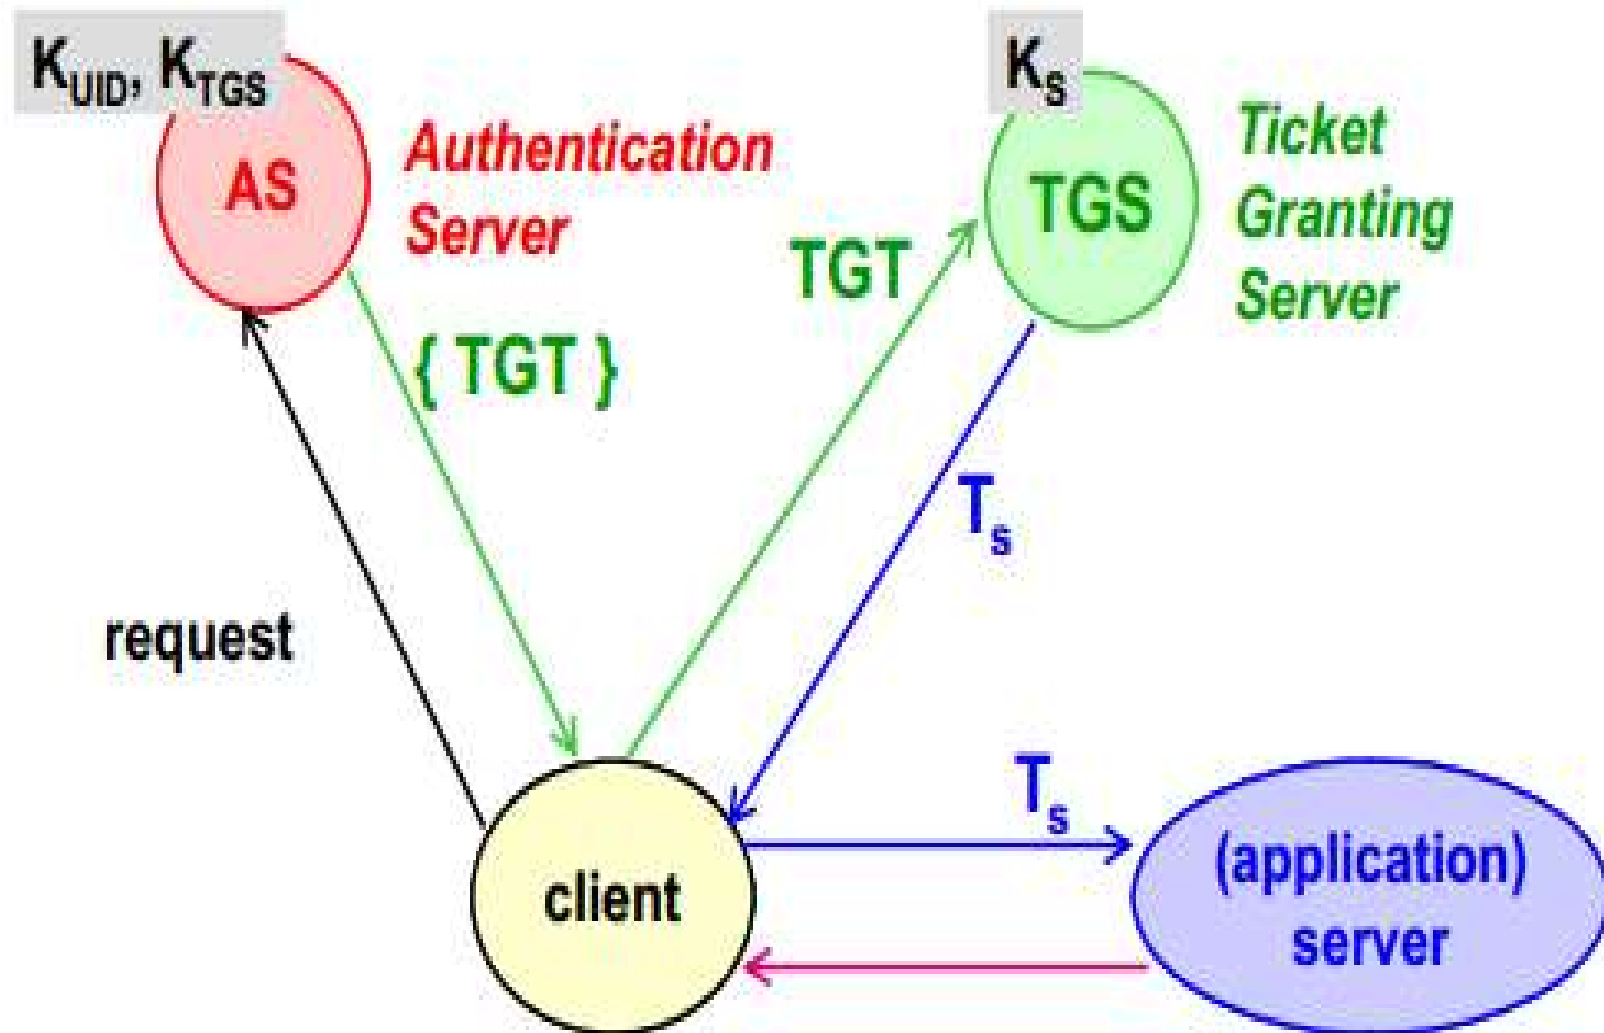 K_UID, K_TGS
AS
Authentication
Server
K_S
TGS
Ticket
Granting
Server
TGT
{ TGT }
T_s
request
T_s
client
(application)
server